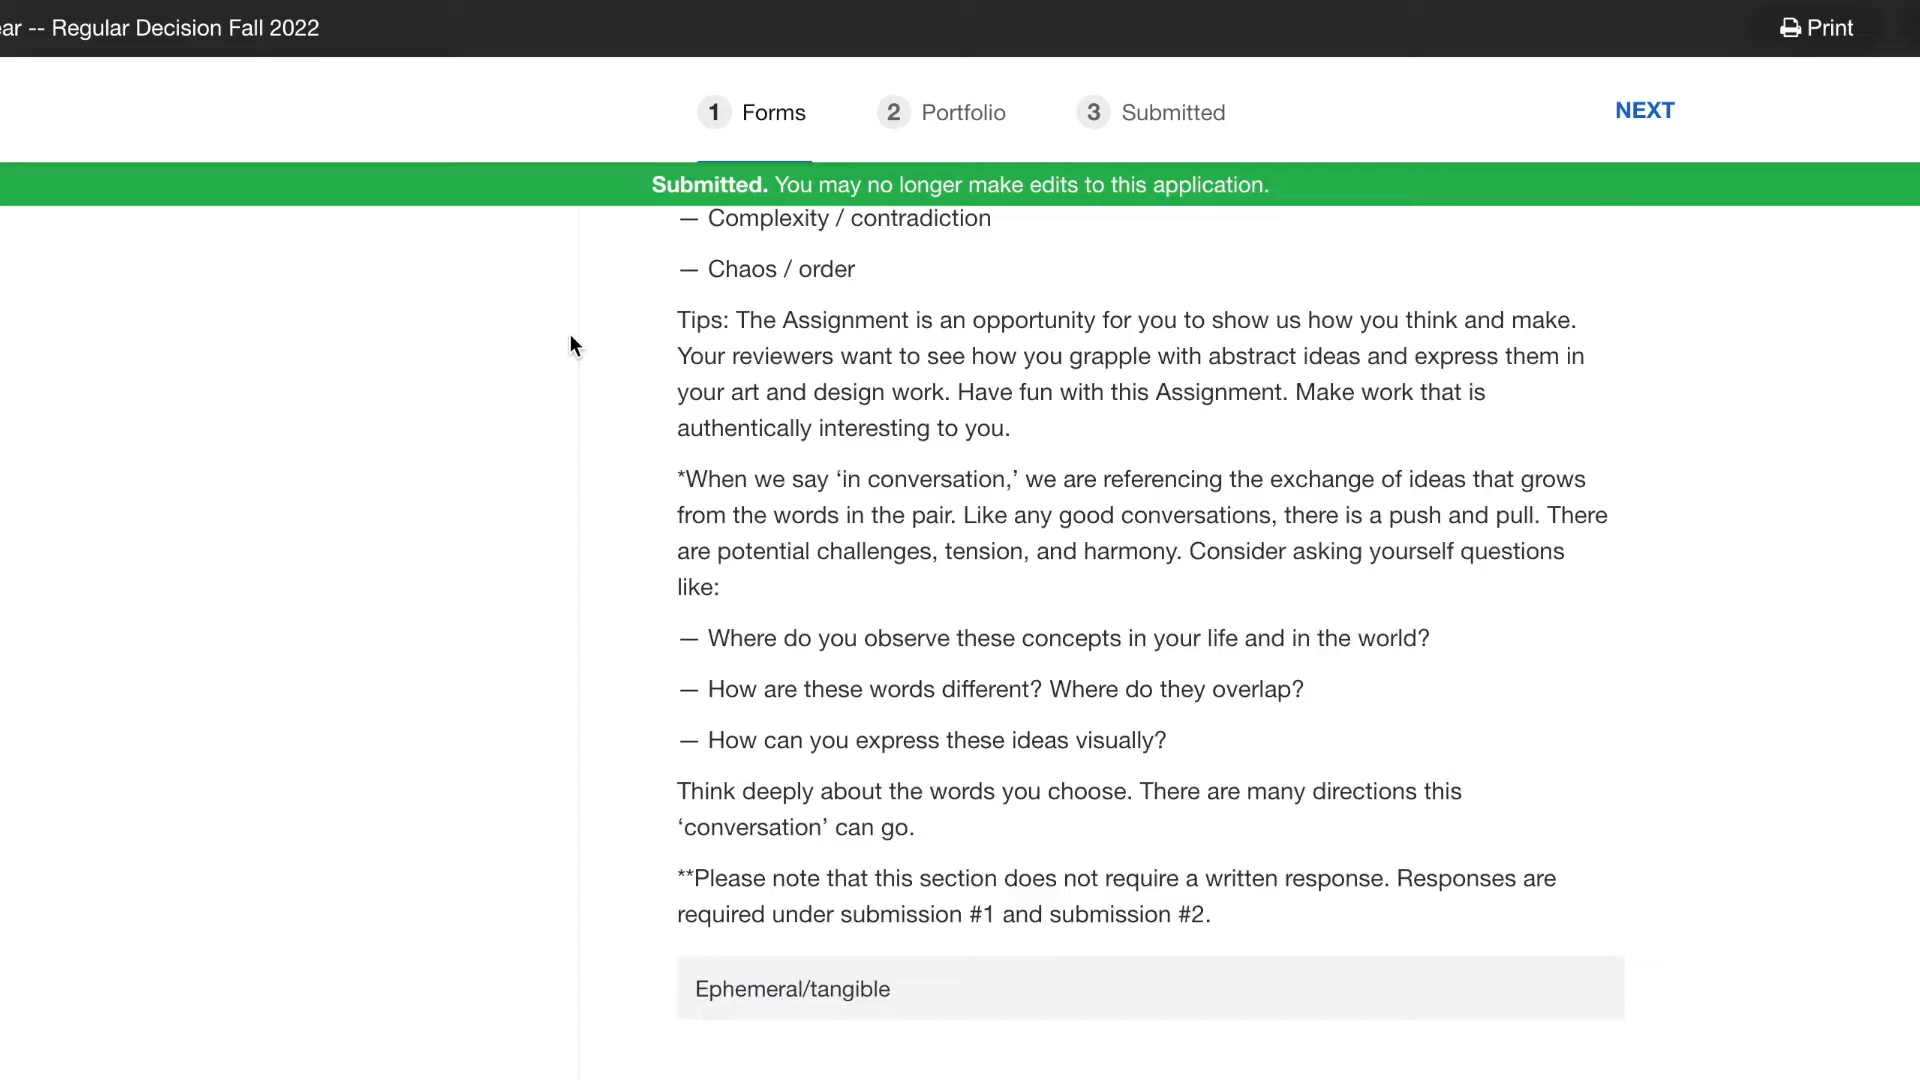 ear -- Regular Decision Fall 2022
Print
1 Forms
2 Portfolio
3 Submitted
NEXT
Submitted. You may no longer make edits to this application.
— Complexity / contradiction
— Chaos / order
Tips: The Assignment is an opportunity for you to show us how you think and make.
Your reviewers want to see how you grapple with abstract ideas and express them in
your art and design work. Have fun with this Assignment. Make work that is
authentically interesting to you.
*When we say ‘in conversation,’ we are referencing the exchange of ideas that grows
from the words in the pair. Like any good conversations, there is a push and pull. There
are potential challenges, tension, and harmony. Consider asking yourself questions
like:
— Where do you observe these concepts in your life and in the world?
— How are these words different? Where do they overlap?
— How can you express these ideas visually?
Think deeply about the words you choose. There are many directions this
‘conversation’ can go.
**Please note that this section does not require a written response. Responses are
required under submission #1 and submission #2.
Ephemeral/tangible